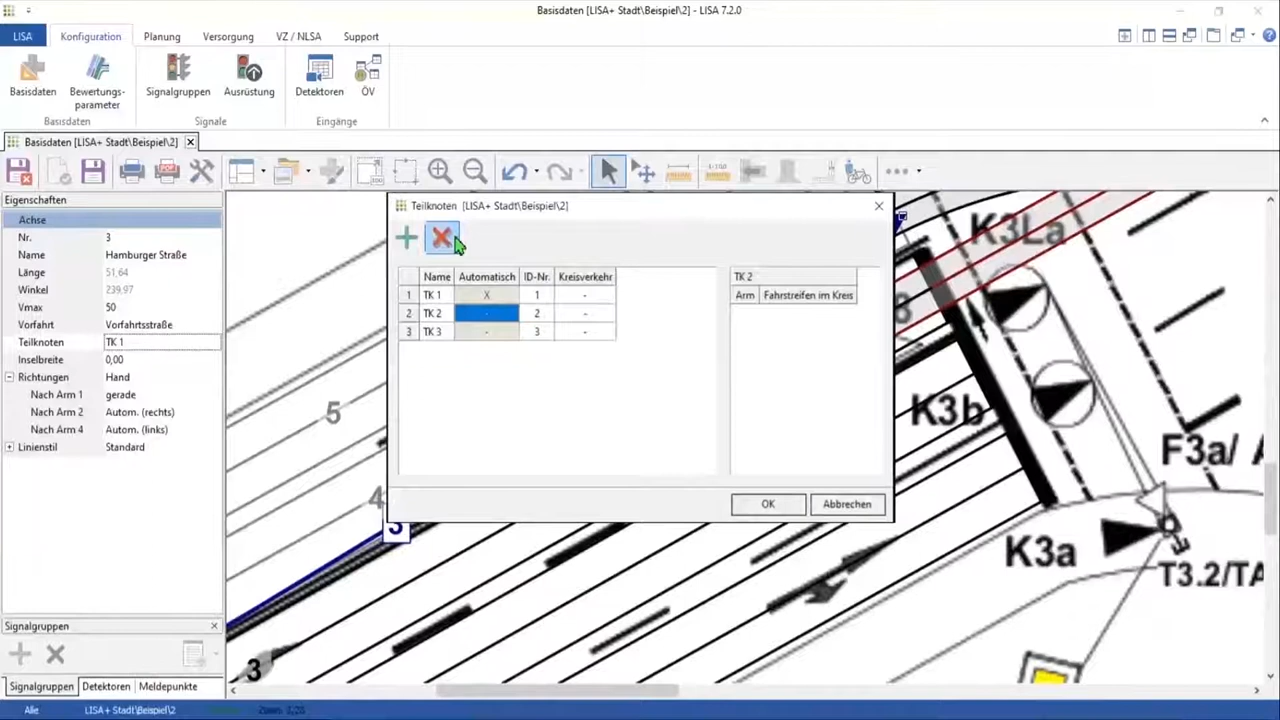 Basisdaten [LISA+ Stadt\Beispiel\2] - LISA 7.2.0
LISA Konfiguration Planung Versorgung VZ / NLSA Support
Basisdaten Bewertungs-
parameter
Signalgruppen Ausrüstung Detektoren ÖV
Basisdaten Signale Eingänge
Basisdaten [LISA+ Stadt\Beispiel\2]
Eigenschaften
Achse
Nr. 3
Name Hamburger Straße
Länge 51,64
Winkel 239,97
Vmax 50
Vorfahrt Vorfahrtsstraße
Teilknoten TK 1
Inselbreite 0,00
Richtungen Hand
Nach Arm 1 gerade
Nach Arm 2 Autom. (rechts)
Nach Arm 4 Autom. (links)
Linienstil Standard
Signalgruppen
Signalgruppen Detektoren Meldepunkte
Alle LISA+ Stadt\Beispiel\2
Teilknoten [LISA+ Stadt\Beispiel\2]
Name Automatisch ID-Nr. Kreisverkehr
1 TK 1 X 1 -
2 TK 2 - 2 -
3 TK 3 - 3 -
TK 2
Arm Fahrstreifen im Kreis
OK Abbrechen
K3La
8
5
K3b
F3a/
4
3
K3a
T3.2/TA
3